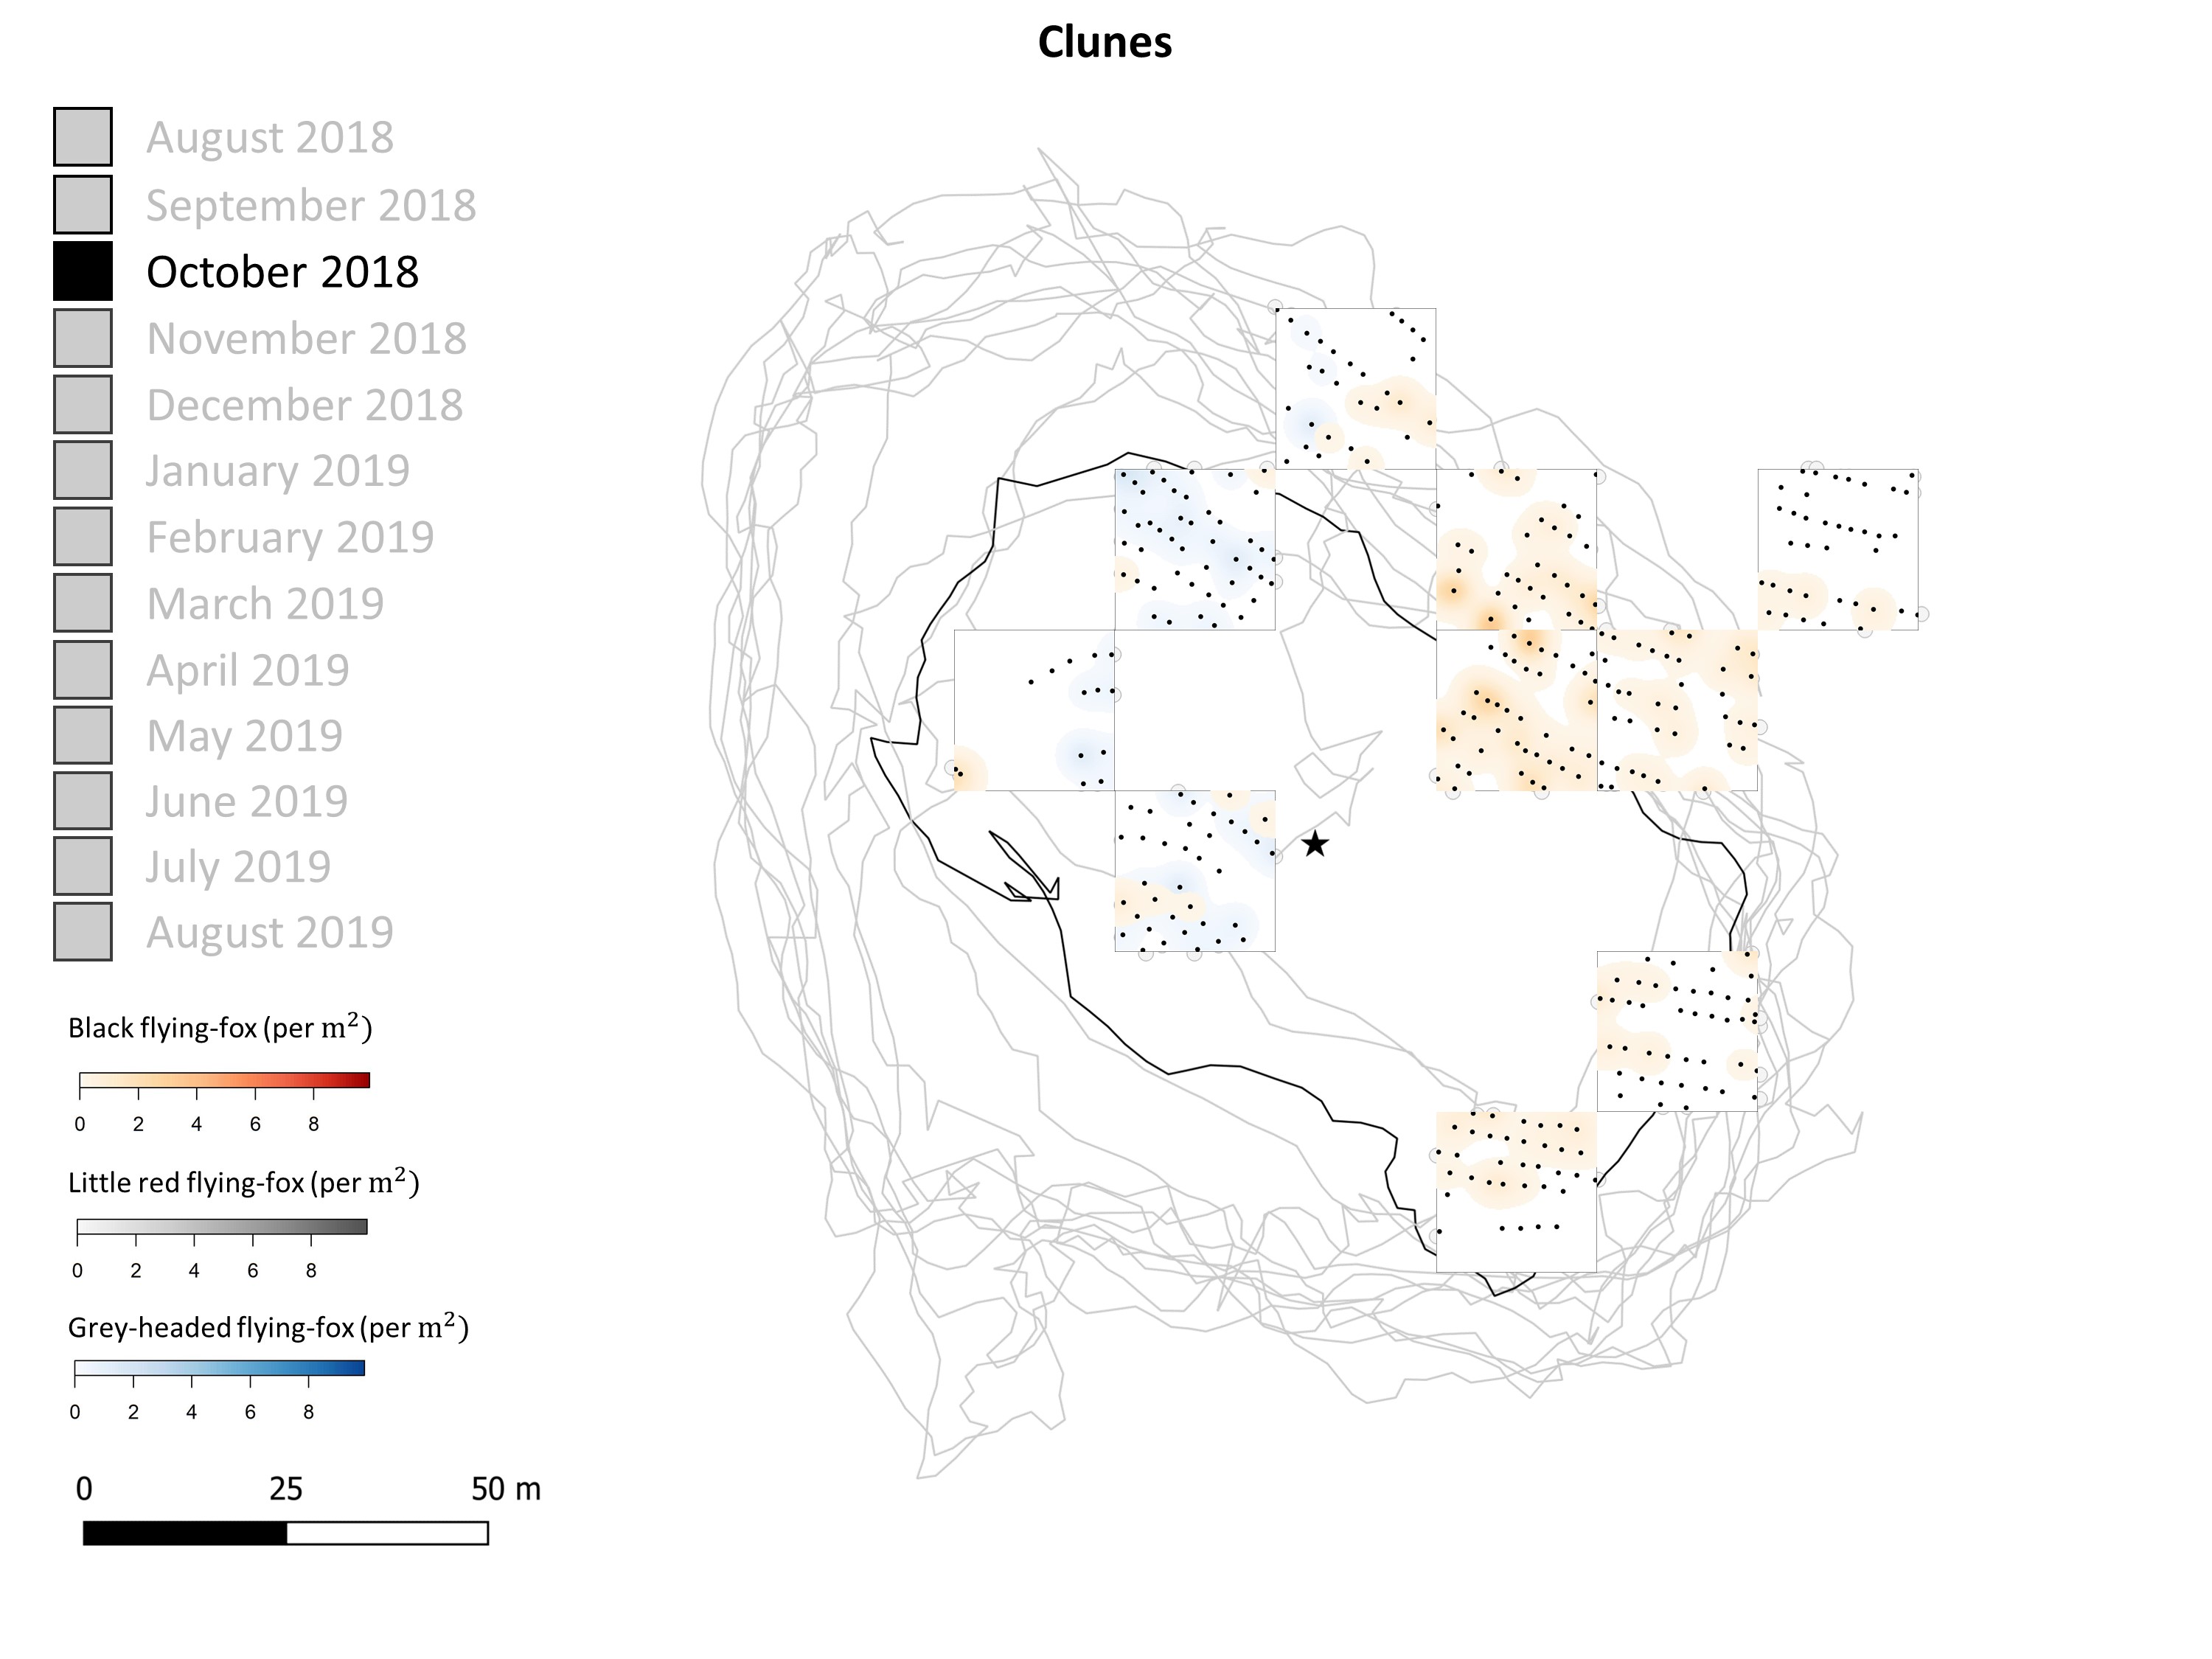 Clunes
August 2018
September 2018
October 2018
November 2018
December 2018
January 2019
February 2019
March 2019
April 2019
May 2019
June 2019
July 2019
August 2019
Black flying-fox (per m²)
0 2 4 6 8
Little red flying-fox (per m²)
0 2 4 6 8
Grey-headed flying-fox (per m²)
0 2 4 6 8
0 25 50 m